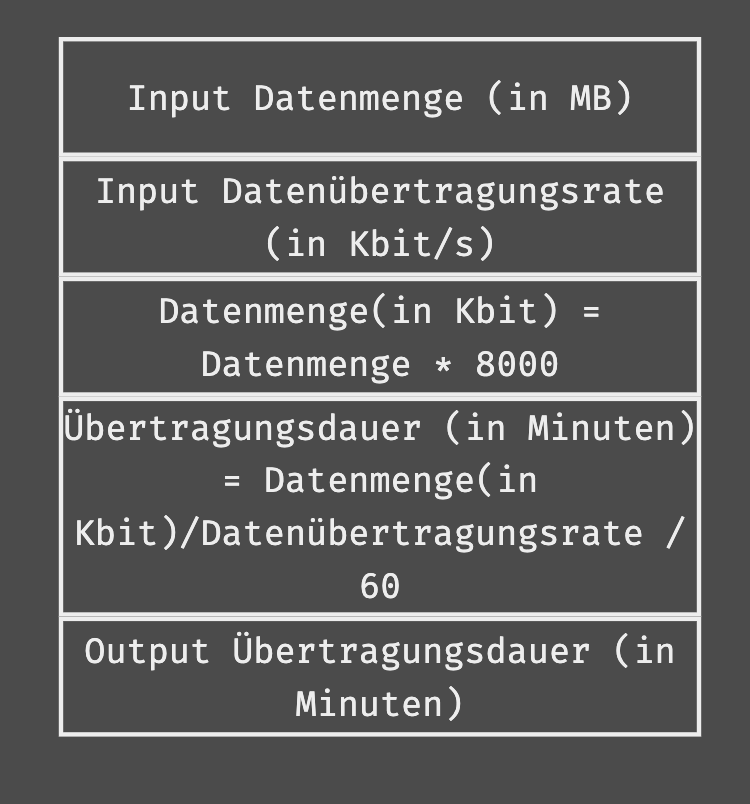 Input Datenmenge (in MB)
Input Datenübertragungsrate
(in Kbit/s)
Datenmenge(in Kbit) =
Datenmenge * 8000
Übertragungsdauer (in Minuten)
= Datenmenge(in
Kbit)/Datenübertragungsrate /
60
Output Übertragungsdauer (in
Minuten)